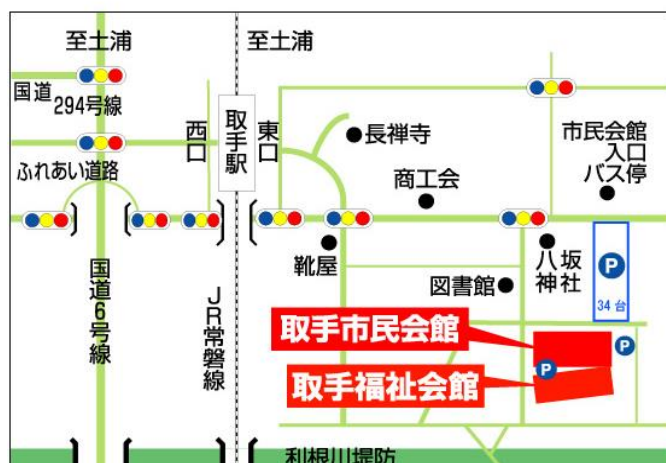 至土浦
至土浦
国道
294号線
西口
取手駅
東口
長禅寺
市民会館
入口
バス停
ふれあい道路
商工会
国道6号線
JR常磐線
靴屋
図書館
八坂
神社
P
34台
取手市民会館
P
P
取手福祉会館
利根川堤防